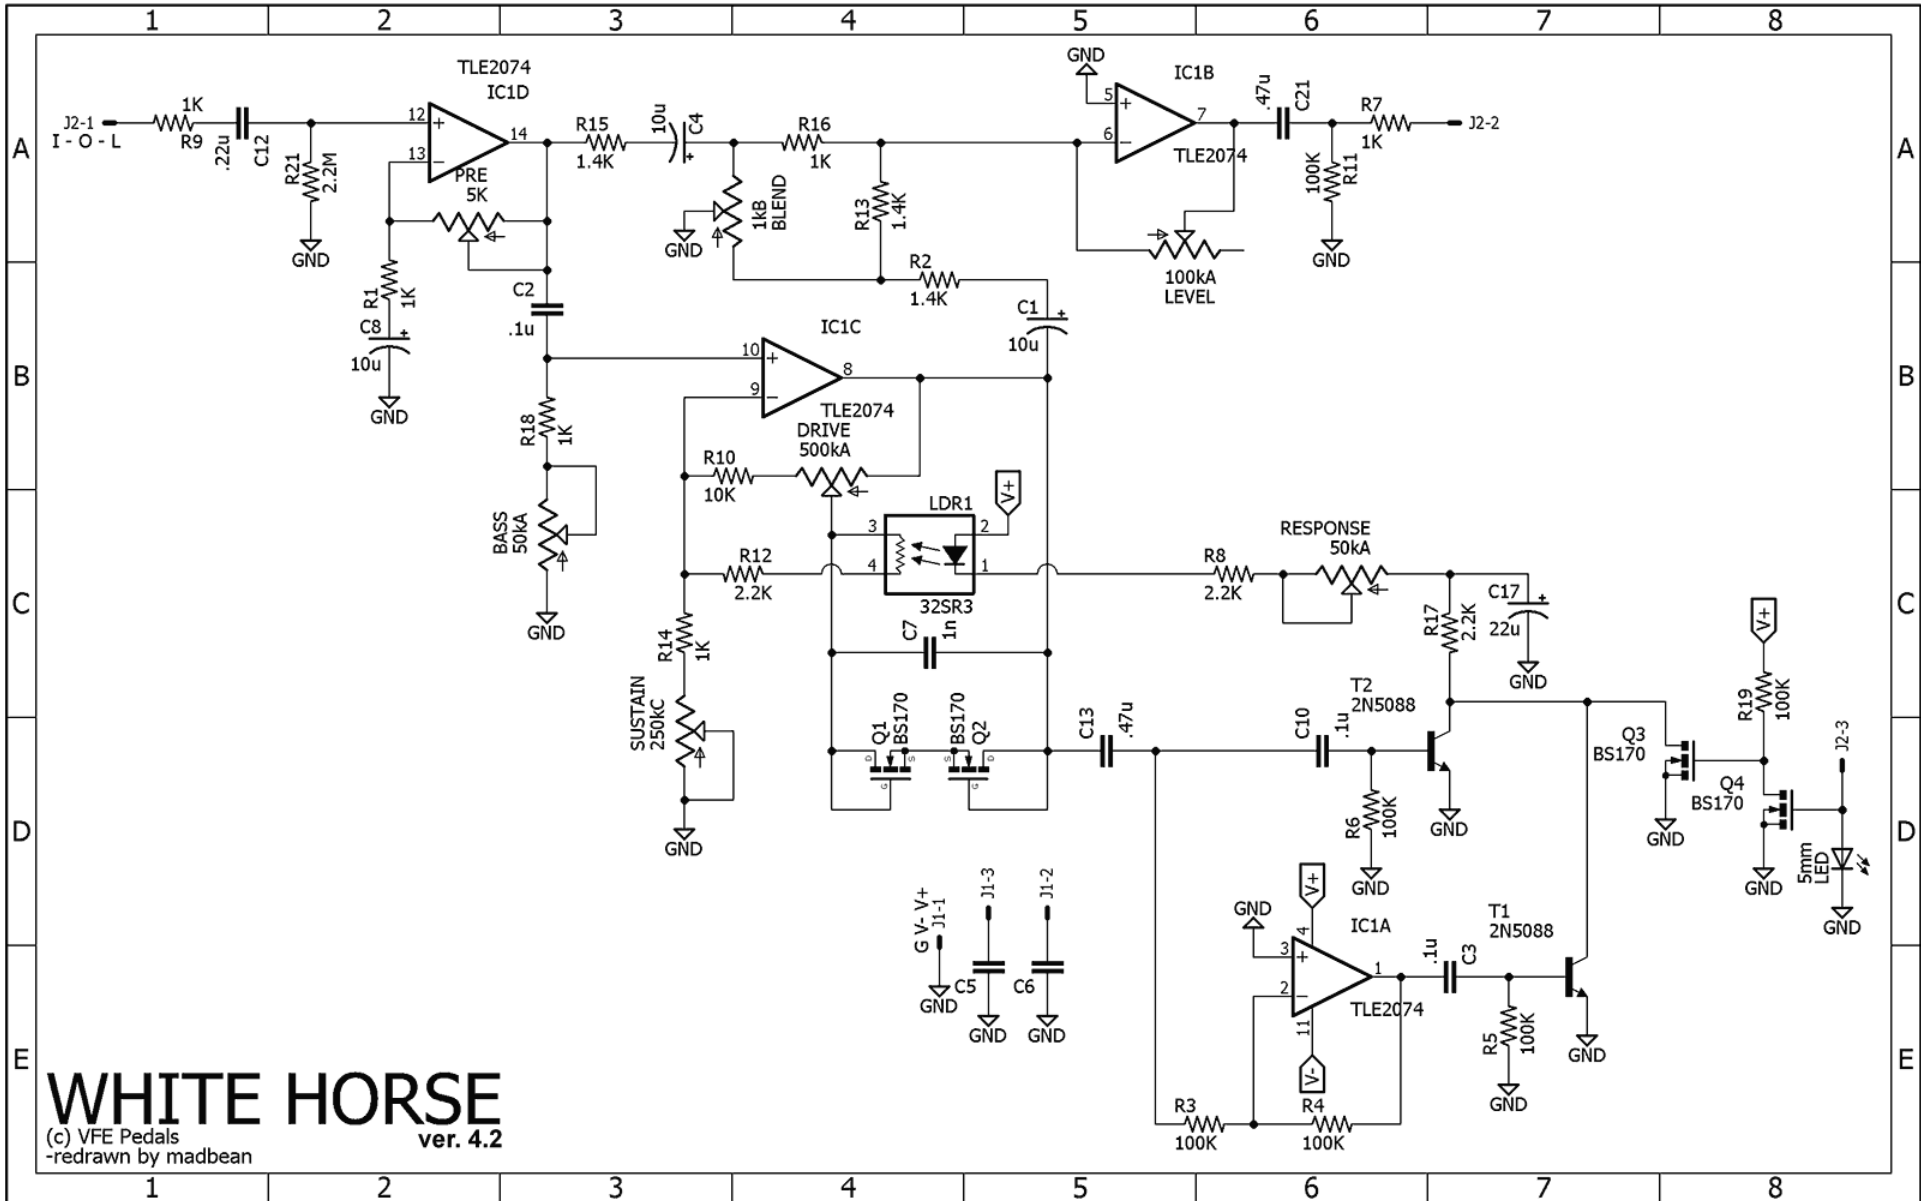 1 2 3 4 5 6 7 8
A
B
C
D
E
A
B
C
D
E
J2-1
I - O - L
1K
R9
.22u
C12
R21
2.2M
GND
TLE2074
IC1D
12
13
14
+
−
PRE
5K
R1
1K
C8
10u
+
GND
R15
1.4K
10u
C4
+
R16
1K
1kB
BLEND
GND
R13
1.4K
R2
1.4K
GND
IC1B
5
6
7
+
−
TLE2074
100kA
LEVEL
.47u
C21
100K
R11
GND
R7
1K
J2-2
C2
.1u
R18
1K
BASS
50kA
GND
IC1C
10
9
8
+
−
TLE2074
C1
10u
+
DRIVE
500kA
R10
10K
R12
2.2K
R14
1K
SUSTAIN
250kC
GND
LDR1
3
4
2
1
32SR3
V+
C7
1n
Q1
BS170
D
S
G
BS170
Q2
S
D
G
R8
2.2K
RESPONSE
50kA
R17
2.2K
C17
22u
+
GND
C13
.47u
C10
.1u
R6
100K
GND
T2
2N5088
GND
V+
R19
100K
Q3
BS170
GND
Q4
BS170
GND
J2-3
5mm
LED
GND
G V- V+
J1-1
GND
J1-3
C5
GND
J1-2
C6
GND
GND
V+
4
3
2
1
11
+
−
V-
IC1A
TLE2074
R3
100K
R4
100K
.1u
C3
R5
100K
GND
T1
2N5088
GND
WHITE HORSE
ver. 4.2
(c) VFE Pedals
-redrawn by madbean
1 2 3 4 5 6 7 8